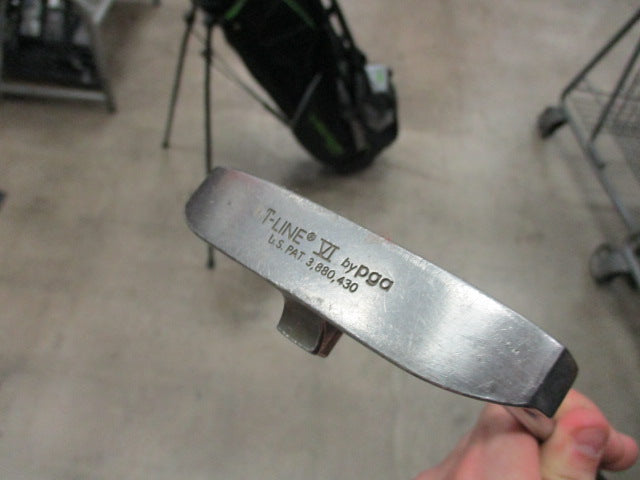 T-LINE® VI by pga
U.S. PAT 3,880,430